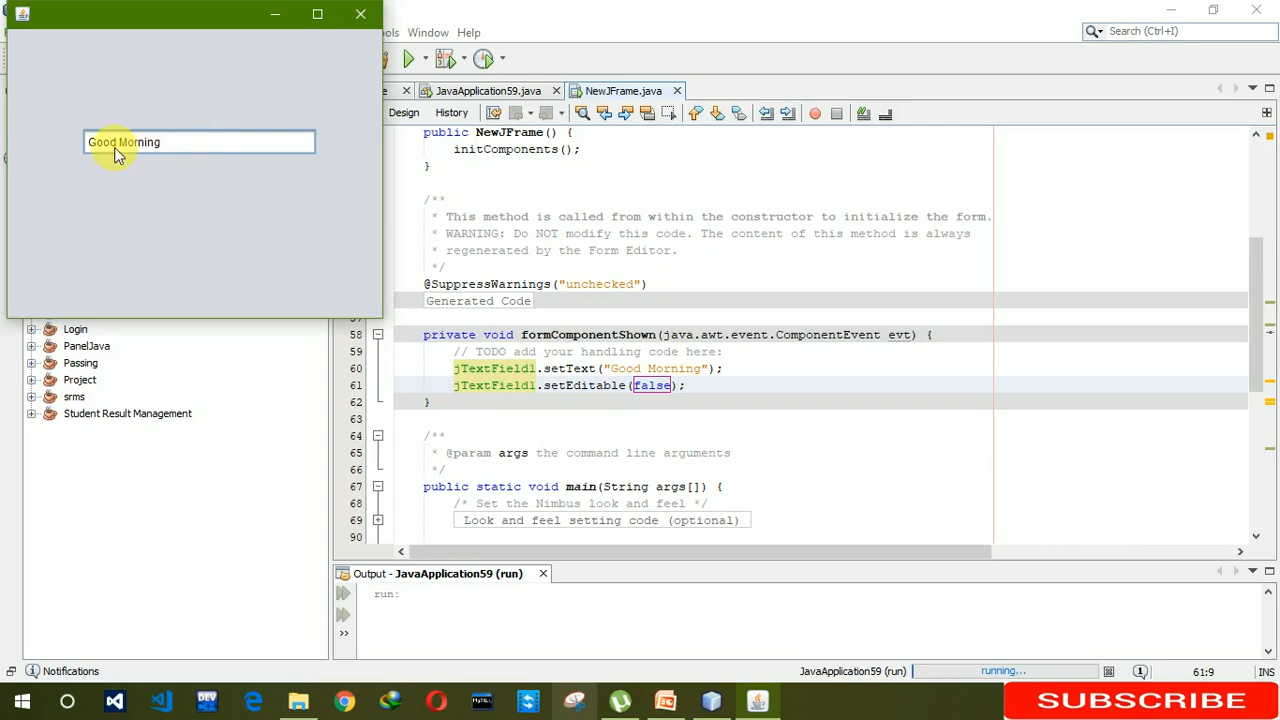 Good Morning
ols Window Help
Search (Ctrl+I)
e JavaApplication59.java NewJFrame.java
Design History
public NewJFrame() {
initComponents();
}
/**
* This method is called from within the constructor to initialize the form.
* WARNING: Do NOT modify this code. The content of this method is always
* regenerated by the Form Editor.
*/
@SuppressWarnings("unchecked")
Generated Code
58 private void formComponentShown(java.awt.event.ComponentEvent evt) {
59 // TODO add your handling code here:
60 jTextField1.setText("Good Morning");
61 jTextField1.setEditable(false);
62 }
63
64 /**
65 * @param args the command line arguments
66 */
67 public static void main(String args[]) {
68 /* Set the Nimbus look and feel */
69 Look and feel setting code (optional)
90
Login
PanelJava
Passing
Project
srms
Student Result Management
Output - JavaApplication59 (run)
run:
Notifications
JavaApplication59 (run) running... 1 61:9 INS
DEV
MySQL
SUBSCRIBE